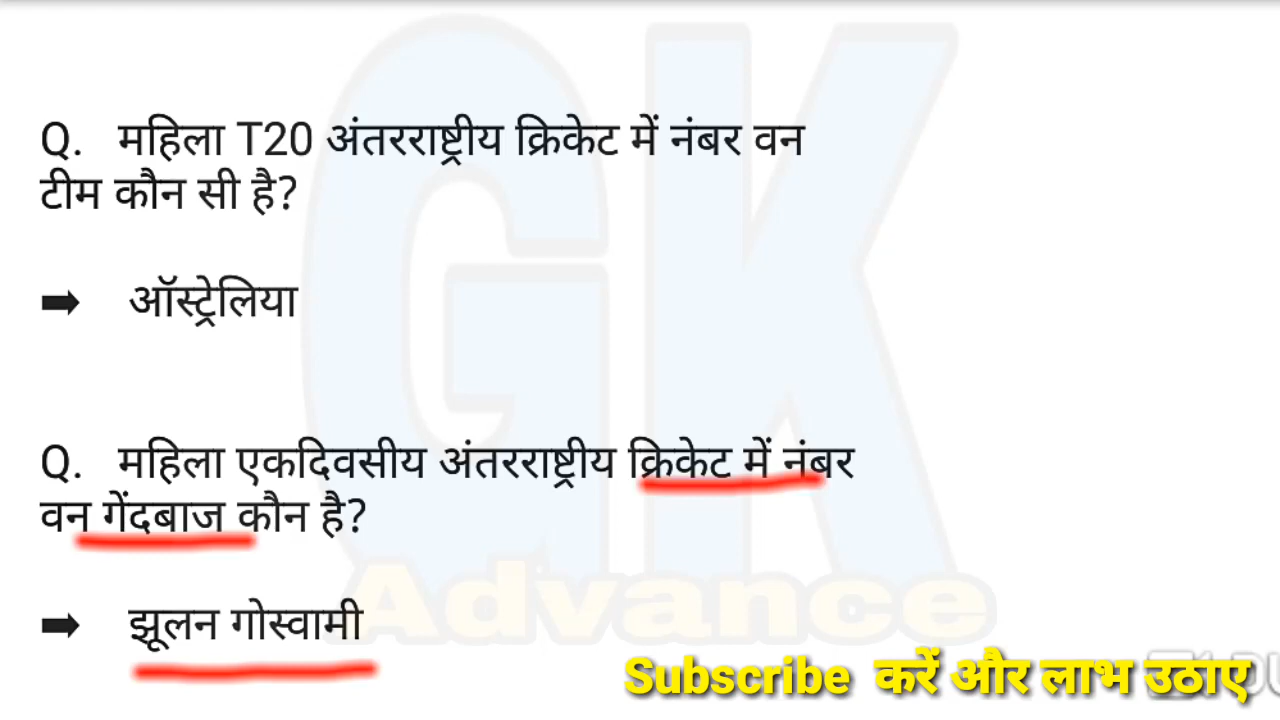 Q. महिला T20 अंतरराष्ट्रीय क्रिकेट में नंबर वन
टीम कौन सी है?
➡ ऑस्ट्रेलिया
Q. महिला एकदिवसीय अंतरराष्ट्रीय क्रिकेट में नंबर
वन गेंदबाज कौन है?
➡ झूलन गोस्वामी
GK
Advance
Subscribe करें और लाभ उठाए